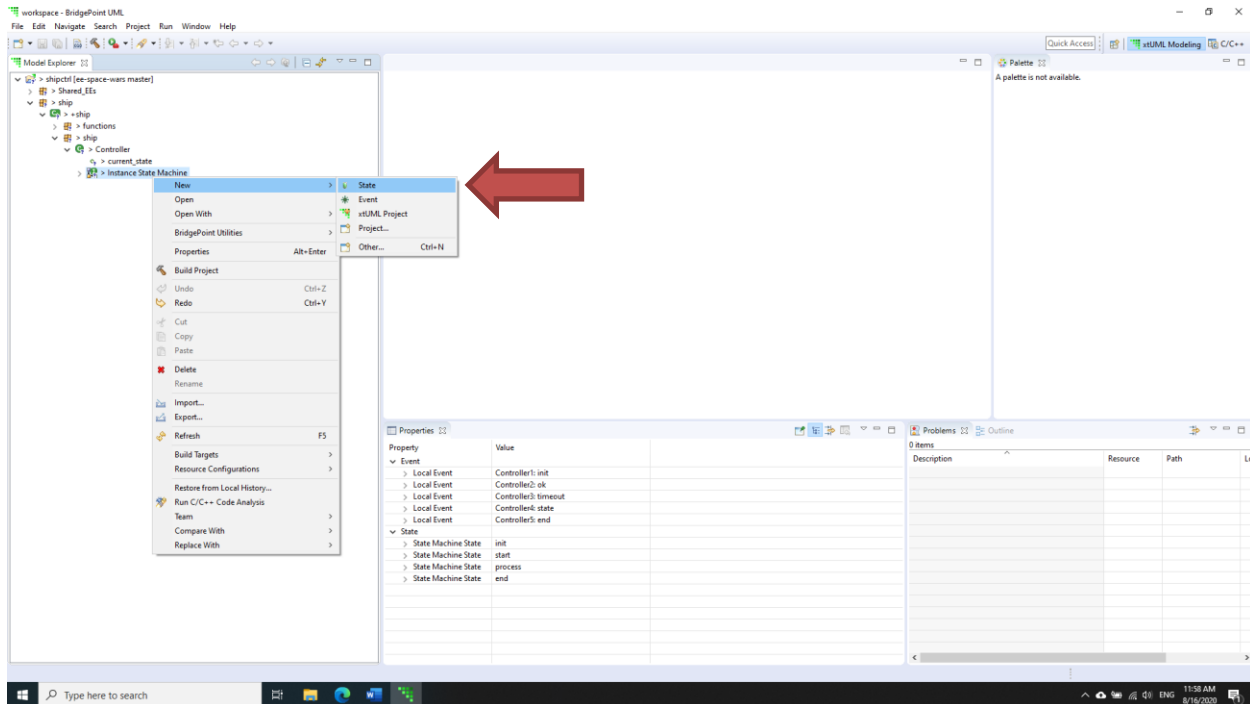 workspace - BridgePoint UML
File Edit Navigate Search Project Run Window Help
Quick Access
xtUML Modeling
C/C++
Model Explorer
> shipctrl [ee-space-wars master]
> Shared_EEs
> ship
> +ship
> functions
> ship
> Controller
> current_state
> Instance State Machine
New
Open
Open With
BridgePoint Utilities
Properties Alt+Enter
Build Project
Undo Ctrl+Z
Redo Ctrl+Y
Cut
Copy
Paste
Delete
Rename
Import...
Export...
Refresh F5
Build Targets
Resource Configurations
Restore from Local History...
Run C/C++ Code Analysis
Team
Compare With
Replace With
State
Event
xtUML Project
Project...
Other... Ctrl+N
Palette
A palette is not available.
Properties
Property Value
Event
Local Event Controller1: init
Local Event Controller2: ok
Local Event Controller3: timeout
Local Event Controller4: state
Local Event Controller5: end
State
State Machine State init
State Machine State start
State Machine State process
State Machine State end
Problems Outline
0 items
Description Resource Path L
Type here to search
ENG
11:58 AM
8/16/2020